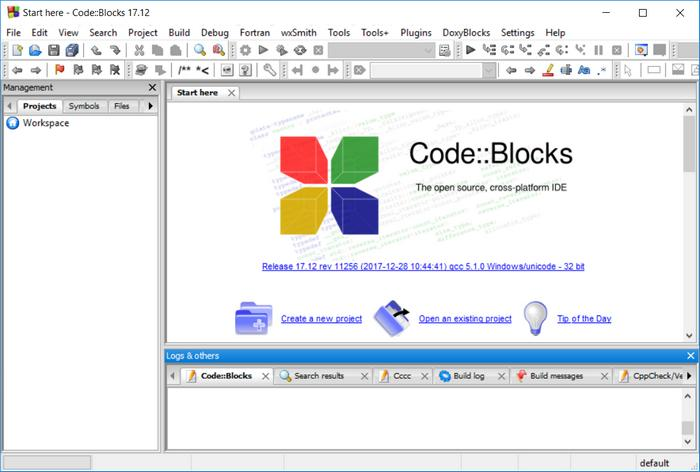 Start here - Code::Blocks 17.12
File Edit View Search Project Build Debug Fortran wxSmith Tools Tools+ Plugins DoxyBlocks Settings Help
/** *<
Aa .*
Management
Start here
Projects Symbols Files
Workspace
Code::Blocks
The open source, cross-platform IDE
Release 17.12 rev 11256 (2017-12-28 10:44:41) gcc 5.1.0 Windows/unicode - 32 bit
Create a new project Open an existing project Tip of the Day
Logs & others
Code::Blocks Search results Cccc Build log Build messages CppCheck/Ve
default